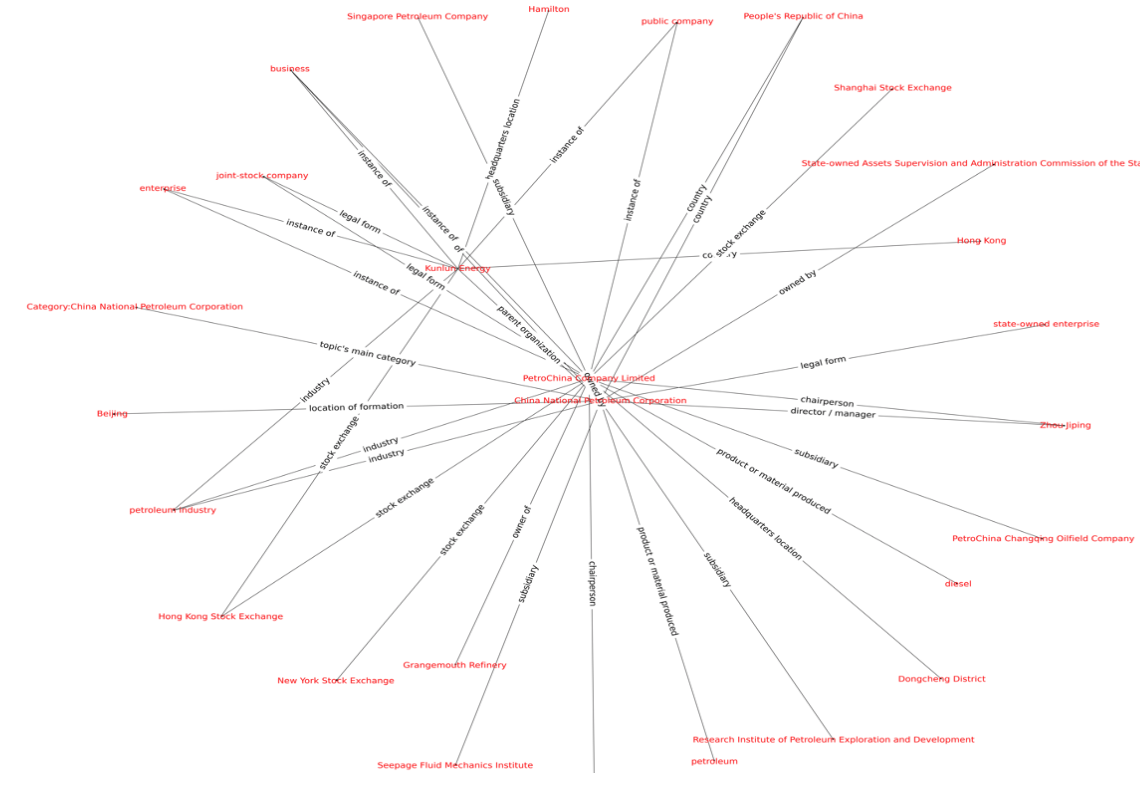 Hamilton
Singapore Petroleum Company
People's Republic of China
public company
business
Shanghai Stock Exchange
headquarters location
instance of
State-owned Assets Supervision and Administration Commission of the Sta
instance of
joint-stock company
enterprise
instance of
country
subsidiary
country
legal form
instance of
instance of
stock exchange
Hong Kong
of
Kunlun Energy
legal form
instance of
owned by
Category:China National Petroleum Corporation
state-owned enterprise
parent organization
topic's main category
legal form
PetroChina Company Limited
owned by
industry
China National Petroleum Corporation
chairperson
location of formation
director / manager
Beijing
Zhou Jiping
stock exchange
industry
industry
subsidiary
product or material produced
stock exchange
petroleum industry
headquarters location
owner of
stock exchange
PetroChina Changqing Oilfield Company
subsidiary
product or material produced
subsidiary
chairperson
diesel
Hong Kong Stock Exchange
Grangemouth Refinery
New York Stock Exchange
Dongcheng District
Research Institute of Petroleum Exploration and Development
petroleum
Seepage Fluid Mechanics Institute